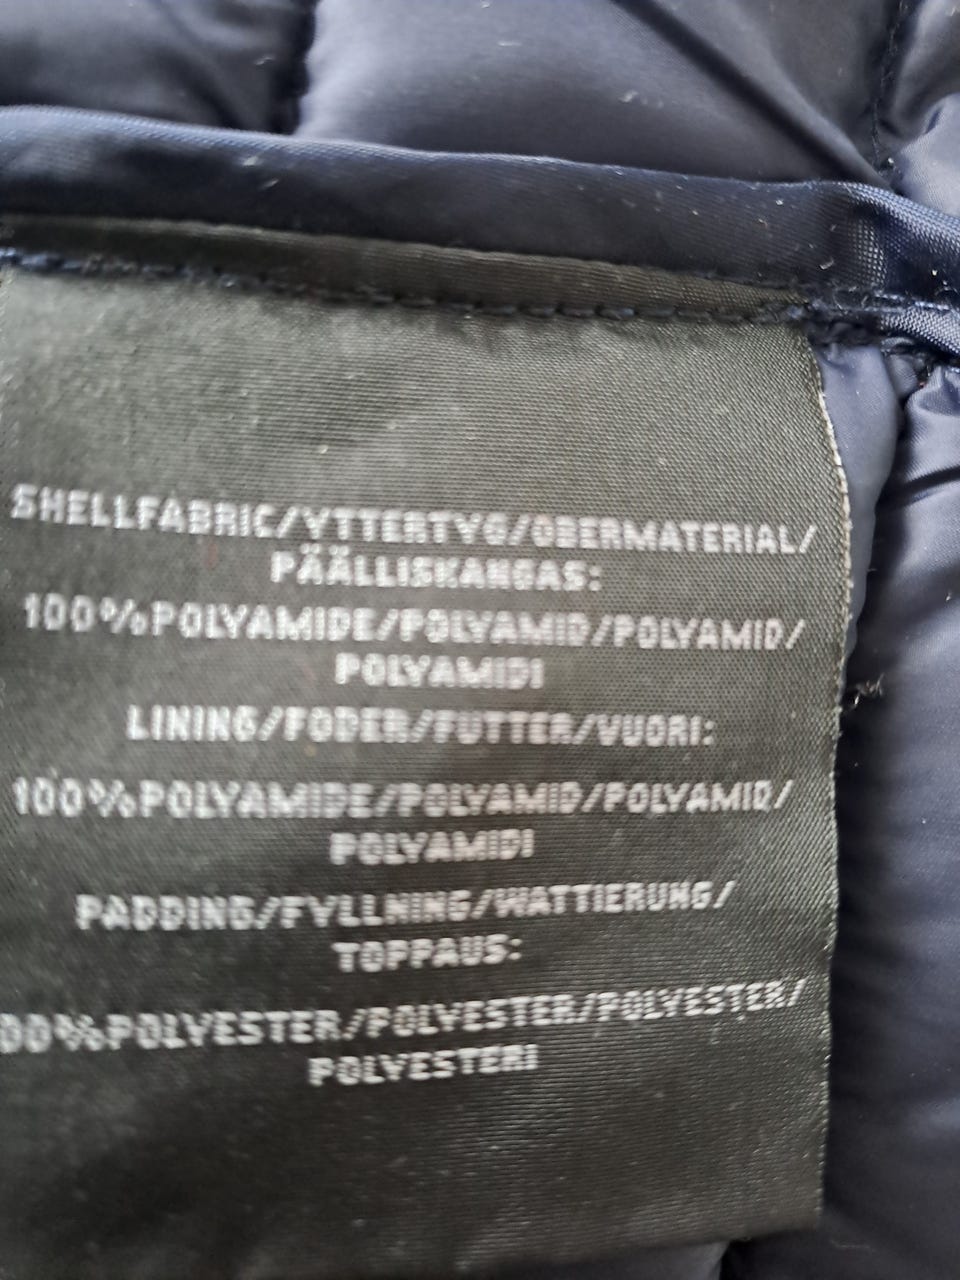 SHELLFABRIC/YTTERTYG/OBERMATERIAL/
PÄÄLLISKANGAS:
100%POLYAMIDE/POLYAMID/POLYAMID/
POLYAMIDI
LINING/FODER/FUTTER/VUORI:
100%POLYAMIDE/POLYAMID/POLYAMID/
POLYAMIDI
PADDING/FYLLNING/WATTIERUNG/
TOPPAUS:
00%POLYESTER/POLYESTER/POLYESTER/
POLYESTERI